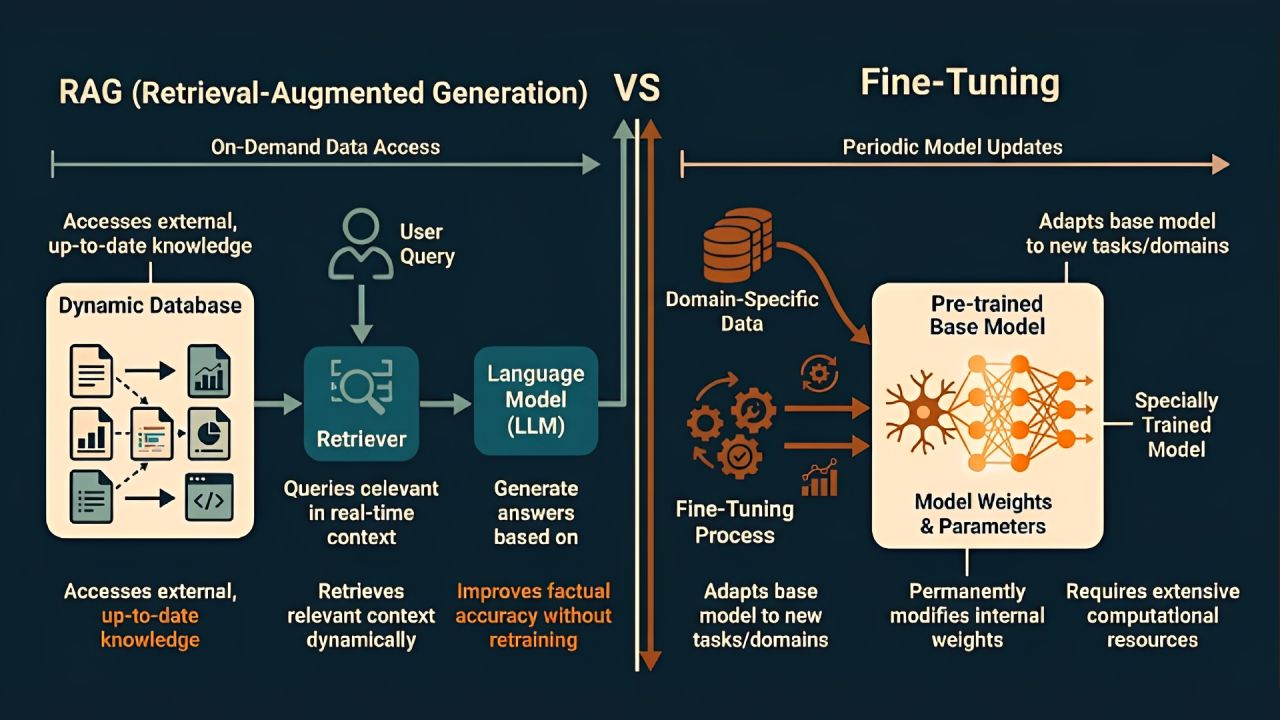 RAG (Retrieval-Augmented Generation)
VS
Fine-Tuning
On-Demand Data Access
Accesses external,
up-to-date knowledge
Dynamic Database
User
Query
Retriever
Language
Model
(LLM)
Queries celevant
in real-time
context
Generate
answers
based on
Accesses external,
up-to-date
knowledge
Retrieves
relevant context
dynamically
Improves factual
accuracy without
retraining
Periodic Model Updates
Adapts base model
to new tasks/domains
Domain-Specific
Data
Pre-trained
Base Model
Specially
Trained
Model
Model Weights
& Parameters
Fine-Tuning
Process
Adapts base
model to new
tasks/domains
Permanently
modifies internal
weights
Requires extensive
computational
resources